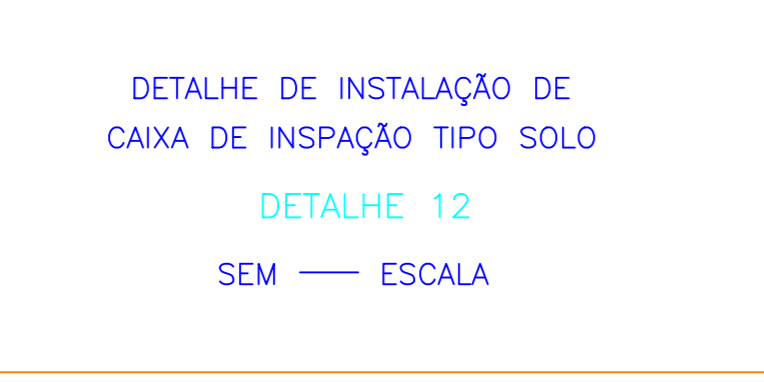 DETALHE DE INSTALAÇÃO DE
CAIXA DE INSPAÇÃO TIPO SOLO
DETALHE 12
SEM — ESCALA